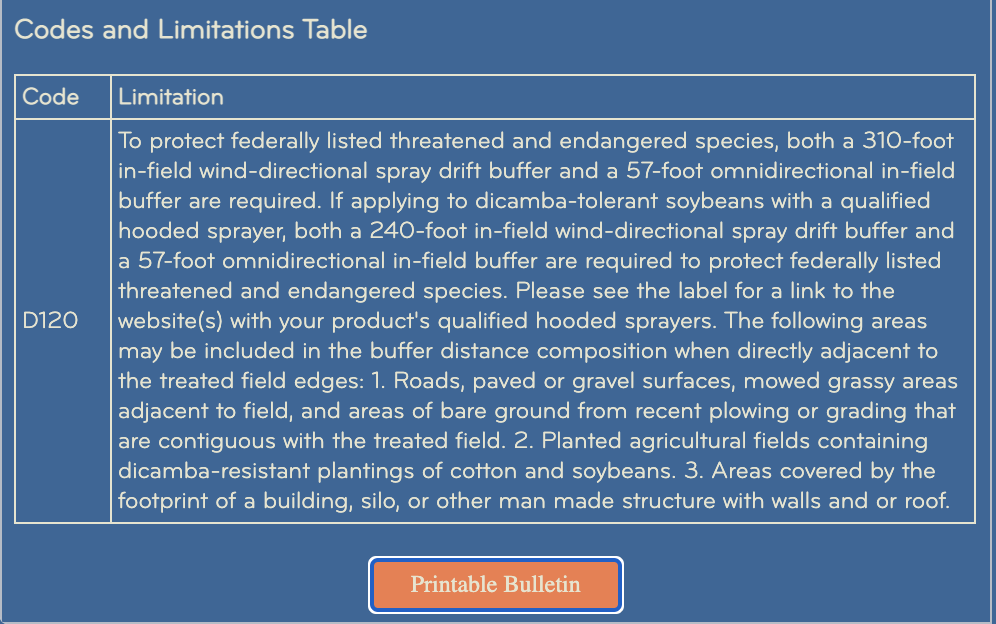 Codes and Limitations Table
Code
Limitation
D120
To protect federally listed threatened and endangered species, both a 310-foot
in-field wind-directional spray drift buffer and a 57-foot omnidirectional in-field
buffer are required. If applying to dicamba-tolerant soybeans with a qualified
hooded sprayer, both a 240-foot in-field wind-directional spray drift buffer and
a 57-foot omnidirectional in-field buffer are required to protect federally listed
threatened and endangered species. Please see the label for a link to the
website(s) with your product's qualified hooded sprayers. The following areas
may be included in the buffer distance composition when directly adjacent to
the treated field edges: 1. Roads, paved or gravel surfaces, mowed grassy areas
adjacent to field, and areas of bare ground from recent plowing or grading that
are contiguous with the treated field. 2. Planted agricultural fields containing
dicamba-resistant plantings of cotton and soybeans. 3. Areas covered by the
footprint of a building, silo, or other man made structure with walls and or roof.
Printable Bulletin